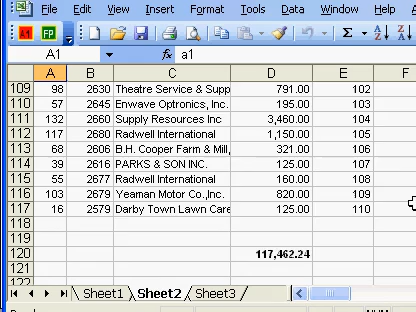 File Edit View Insert Format Tools Data Window Help A
A1 FP Σ A Z Z A
A1 fx a1
A B C D E F
109 98 2630 Theatre Service & Supp 791.00 102
110 57 2645 Enwave Optronics, Inc. 195.00 103
111 132 2660 Supply Resources Inc 3,460.00 104
112 117 2680 Radwell International 1,150.00 105
113 68 2606 B.H. Cooper Farm & Mill, 321.00 106
114 39 2616 PARKS & SON INC. 125.00 107
115 55 2677 Radwell International 160.00 108
116 103 2679 Yeaman Motor Co.,Inc. 820.00 109
117 16 2579 Darby Town Lawn Care 125.00 110
118
119
120 117,462.24
121
122
Sheet1 Sheet2 Sheet3